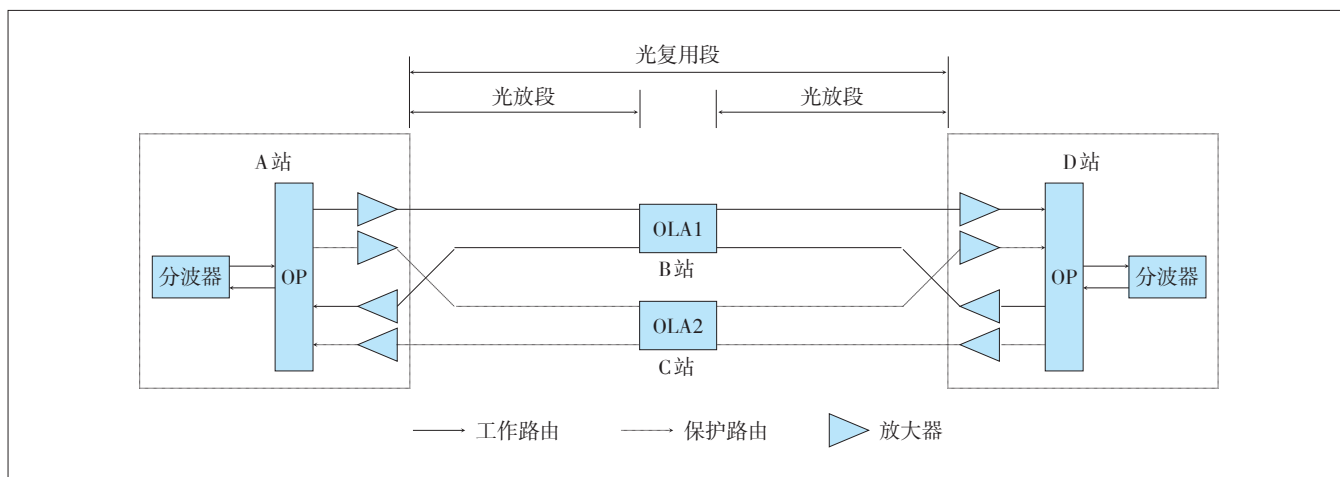 光复用段
光放段
光放段
A站
D站
OLA1
B站
分波器
OP
OP
分波器
OLA2
C站
工作路由
保护路由
放大器